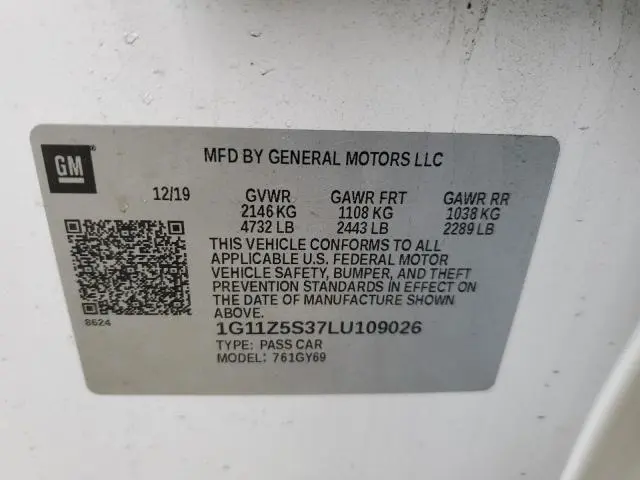 GM
MFD BY GENERAL MOTORS LLC
12/19 GVWR GAWR FRT GAWR RR
2146 KG 1108 KG 1038 KG
4732 LB 2443 LB 2289 LB
THIS VEHICLE CONFORMS TO ALL
APPLICABLE U.S. FEDERAL MOTOR
VEHICLE SAFETY, BUMPER, AND THEFT
PREVENTION STANDARDS IN EFFECT ON
THE DATE OF MANUFACTURE SHOWN
ABOVE.
8624
1G11Z5S37LU109026
TYPE: PASS CAR
MODEL: 761GY69